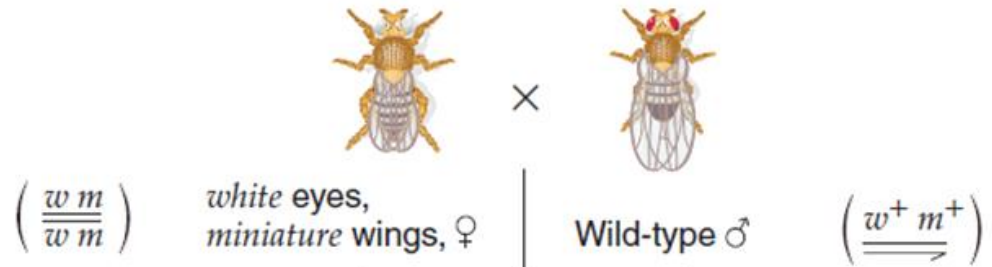 ×
( w m / w m ) white eyes, miniature wings, ♀
Wild-type ♂ ( w⁺ m⁺ )